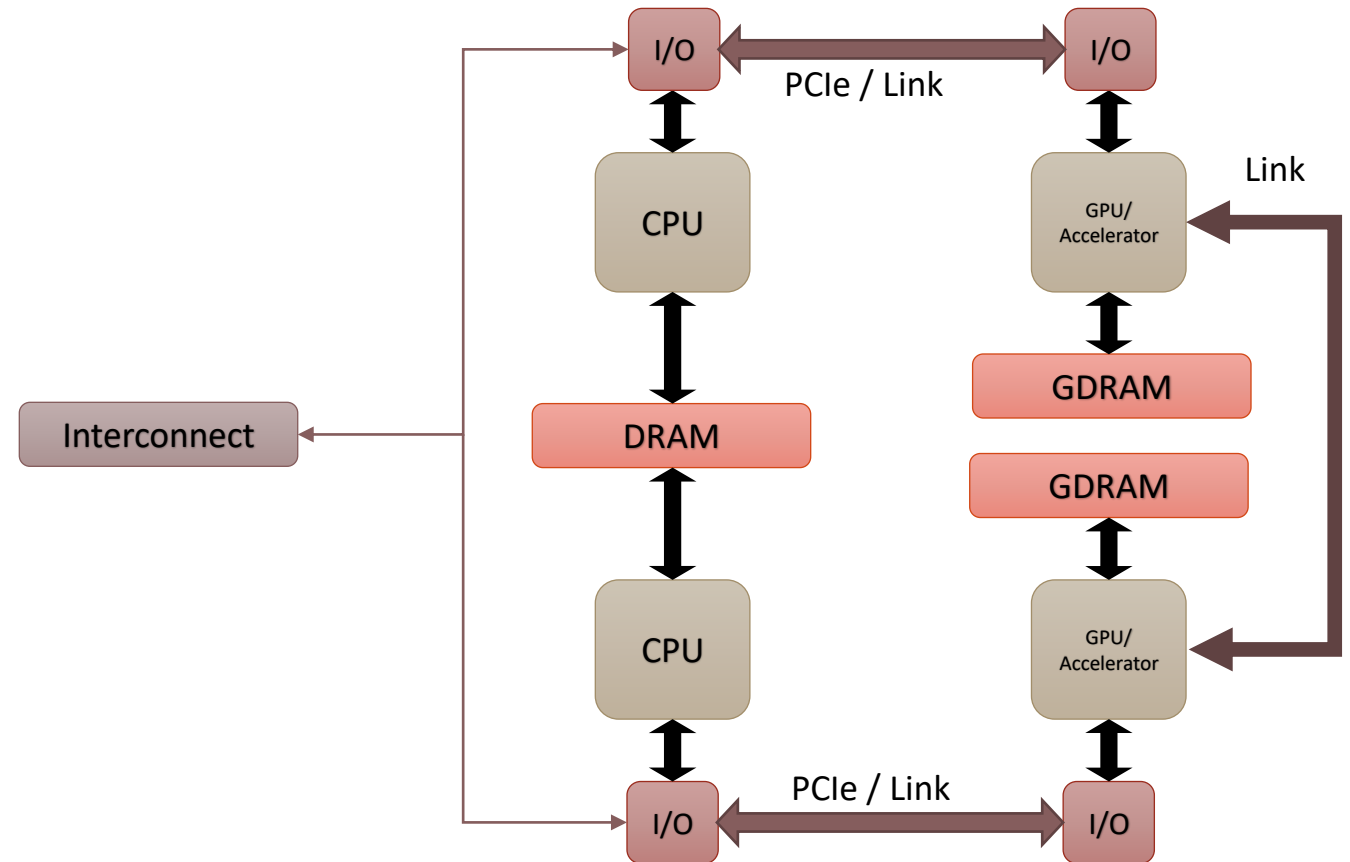 I/O
I/O
PCIe / Link
Link
CPU
GPU/
Accelerator
GDRAM
Interconnect
DRAM
GDRAM
CPU
GPU/
Accelerator
PCIe / Link
I/O
I/O